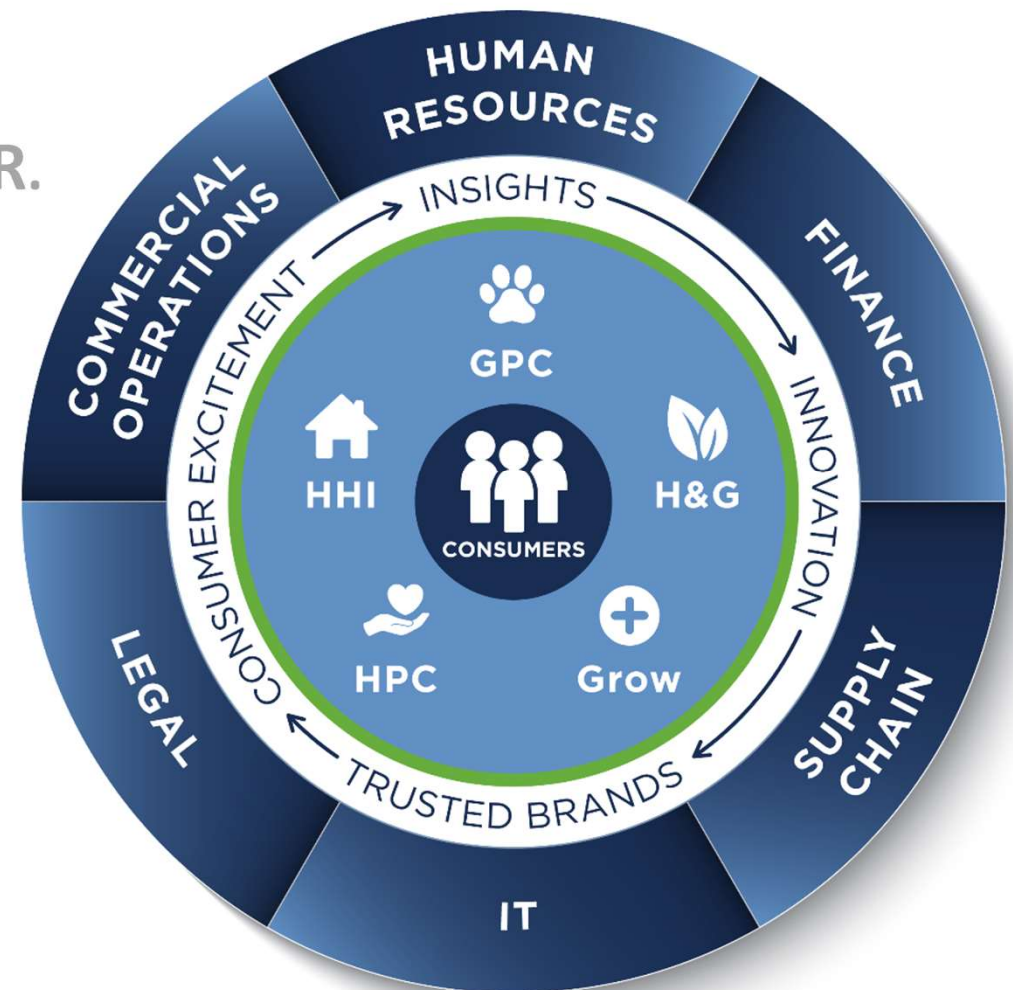 R.
HUMAN
RESOURCES
FINANCE
SUPPLY
CHAIN
IT
LEGAL
COMMERCIAL
OPERATIONS
INSIGHTS
INNOVATION
TRUSTED BRANDS
CONSUMER EXCITEMENT
GPC
HHI
H&G
CONSUMERS
HPC
Grow